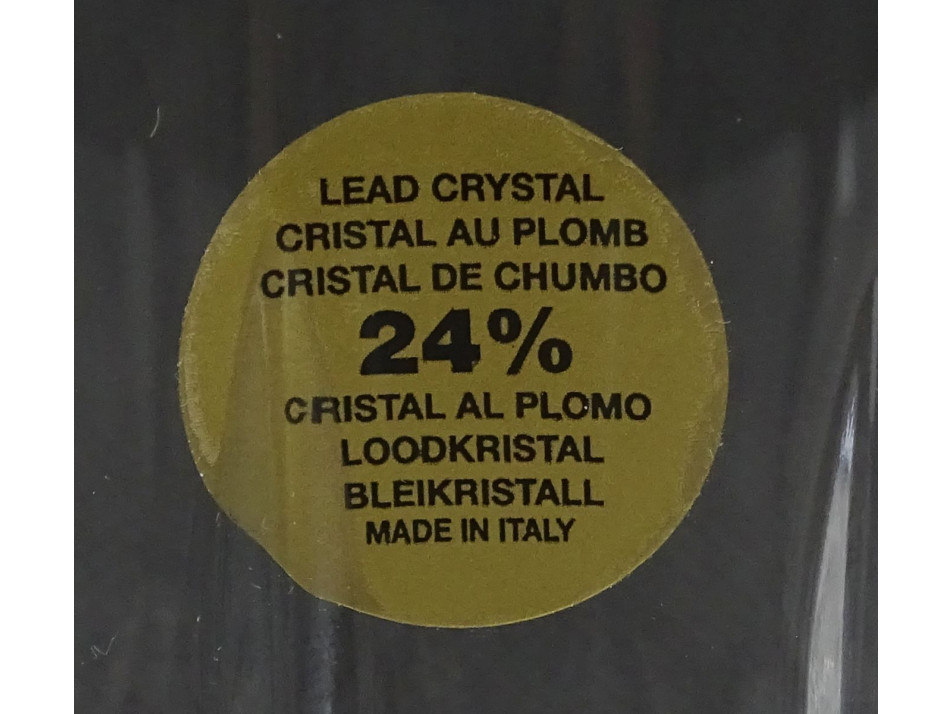 LEAD CRYSTAL
CRISTAL AU PLOMB
CRISTAL DE CHUMBO
24%
CRISTAL AL PLOMO
LOODKRISTAL
BLEIKRISTALL
MADE IN ITALY